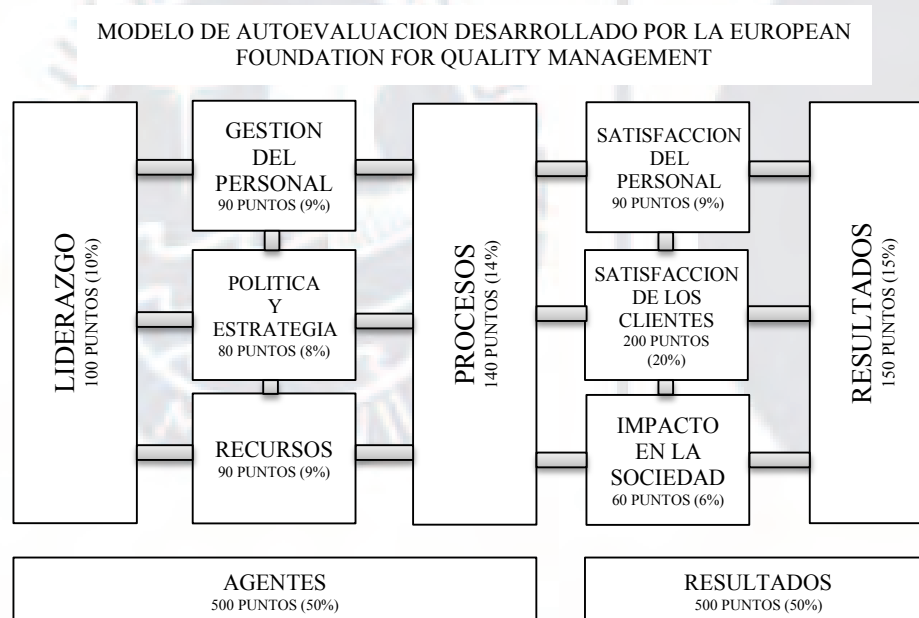 MODELO DE AUTOEVALUACION DESARROLLADO POR LA EUROPEAN
FOUNDATION FOR QUALITY MANAGEMENT
LIDERAZGO
100 PUNTOS (10%)
GESTION
DEL
PERSONAL
90 PUNTOS (9%)
POLITICA
Y
ESTRATEGIA
80 PUNTOS (8%)
RECURSOS
90 PUNTOS (9%)
PROCESOS
140 PUNTOS (14%)
SATISFACCION
DEL
PERSONAL
90 PUNTOS (9%)
SATISFACCION
DE LOS
CLIENTES
200 PUNTOS
(20%)
IMPACTO
EN LA
SOCIEDAD
60 PUNTOS (6%)
RESULTADOS
150 PUNTOS (15%)
AGENTES
500 PUNTOS (50%)
RESULTADOS
500 PUNTOS (50%)